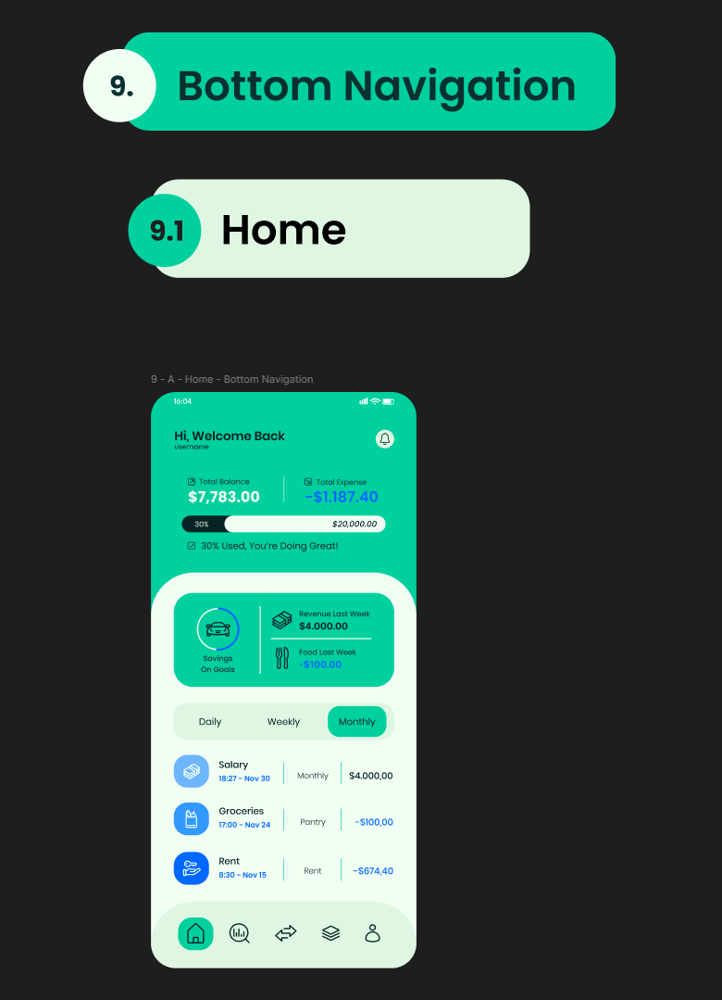 9.
Bottom Navigation
9.1
Home
9 - A - Home - Bottom Navigation
16:04
Hi, Welcome Back
username
Total Balance
$7,783.00
Total Expense
-$1.187.40
30%
$20,000.00
30% Used, You're Doing Great!
Savings
On Goals
Revenue Last Week
$4.000.00
Food Last Week
-$100.00
Daily
Weekly
Monthly
Salary
18:27 - Nov 30
Monthly
$4.000,00
Groceries
17:00 - Nov 24
Pantry
-$100,00
Rent
8:30 - Nov 15
Rent
-$674,40